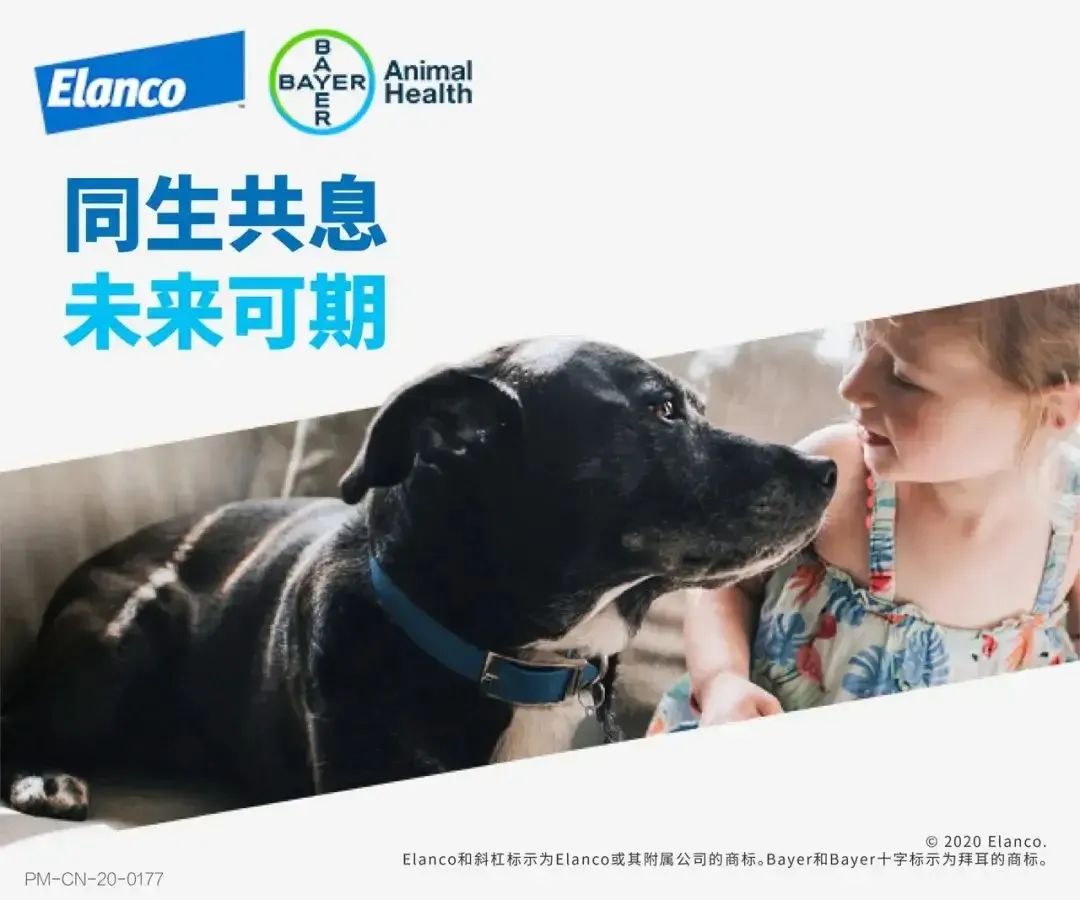 Elanco
BAYER
BAYER
Animal
Health
同生共息
未来可期
© 2020 Elanco.
Elanco和斜杠标示为Elanco或其附属公司的商标。Bayer和Bayer十字标示为拜耳的商标。
PM-CN-20-0177